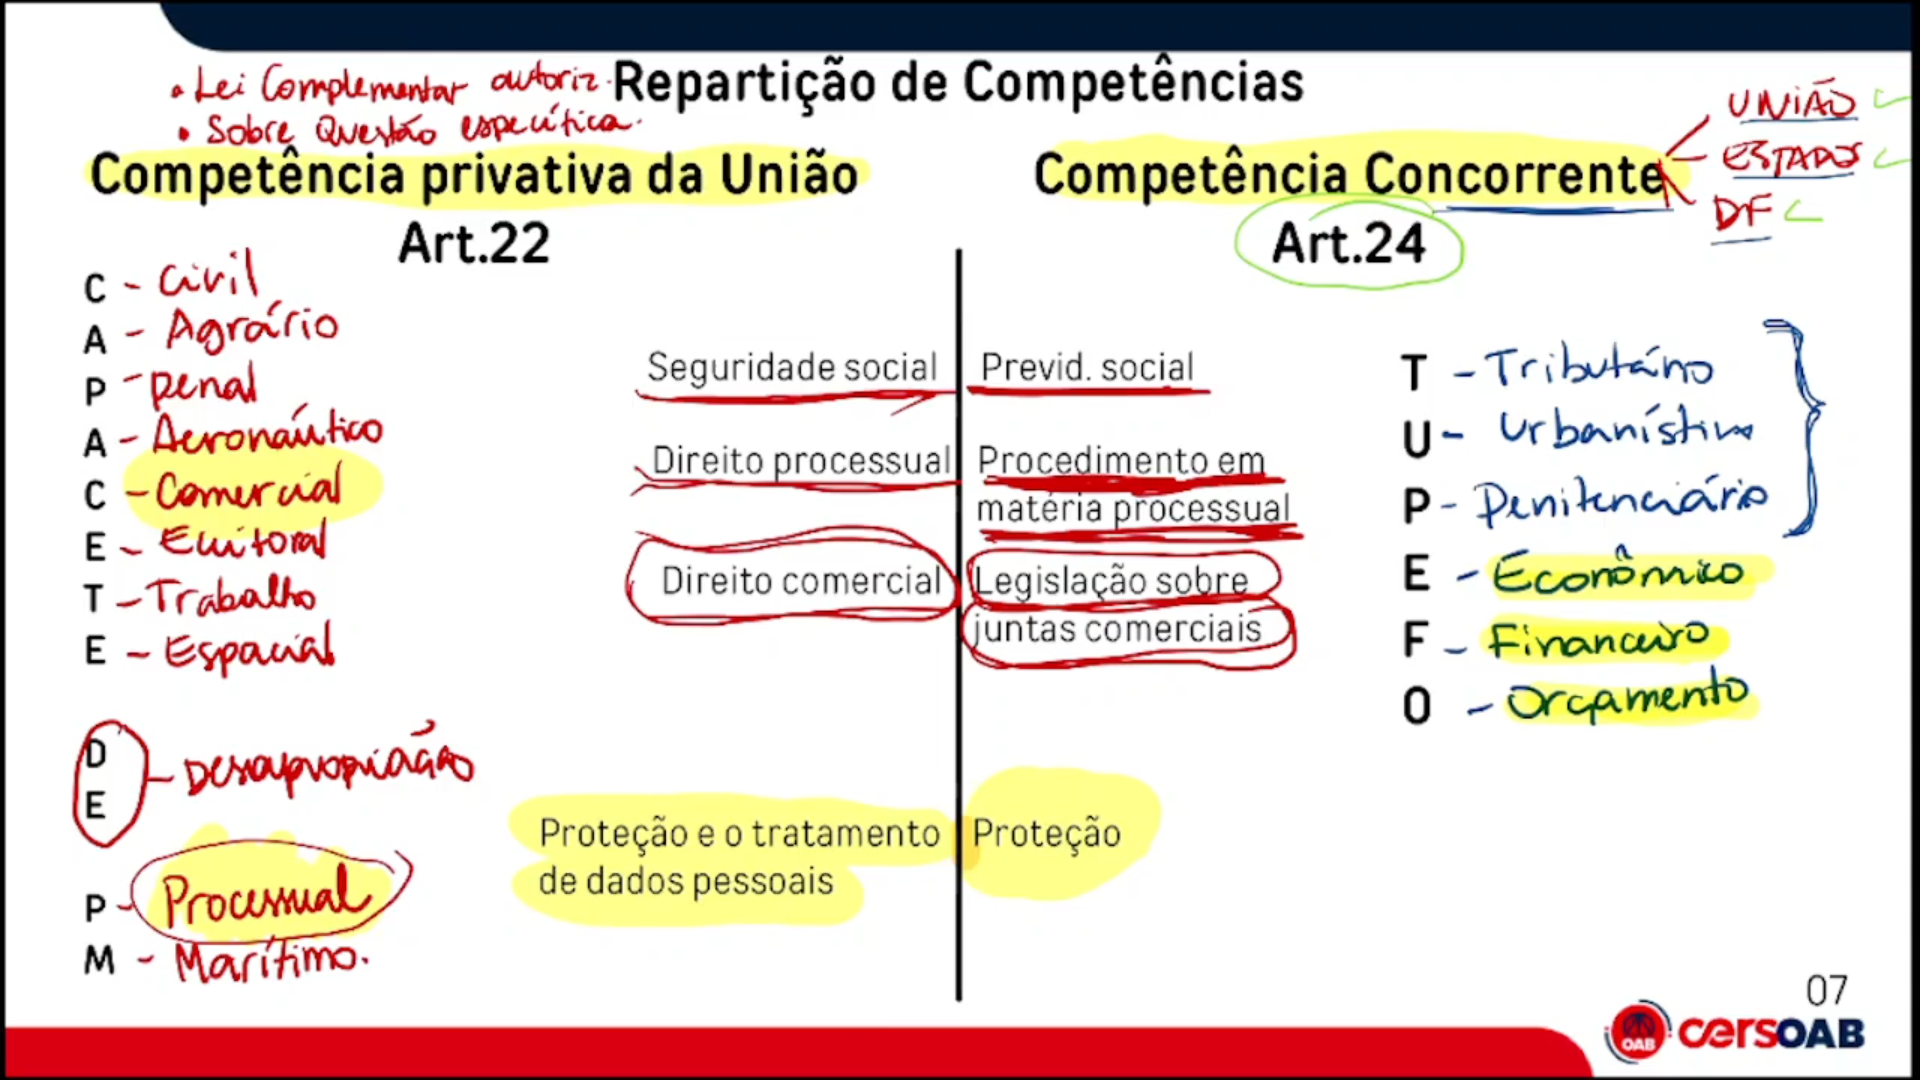 Repartição de Competências
• Lei Complementar autoriz.
• Sobre Questão específica.
Competência privativa da União
Art.22
C - Civil
A - Agrário
P - penal
A - Aeronáutico
C - Comercial
E - Eleitoral
T - Trabalho
E - Espacial
D
E
- Desapropriação
P - Processual
M - Marítimo.
Seguridade social
Direito processual
Direito comercial
Proteção e o tratamento
de dados pessoais
Competência Concorrente
UNIÃO
ESTADOS
DF
Art.24
Previd. social
Procedimento em
matéria processual
Legislação sobre
juntas comerciais
Proteção
T - Tributário
U - Urbanístico
P - Penitenciário
E - Econômico
F - Financeiro
O - Orçamento
07
OAB
cersOAB